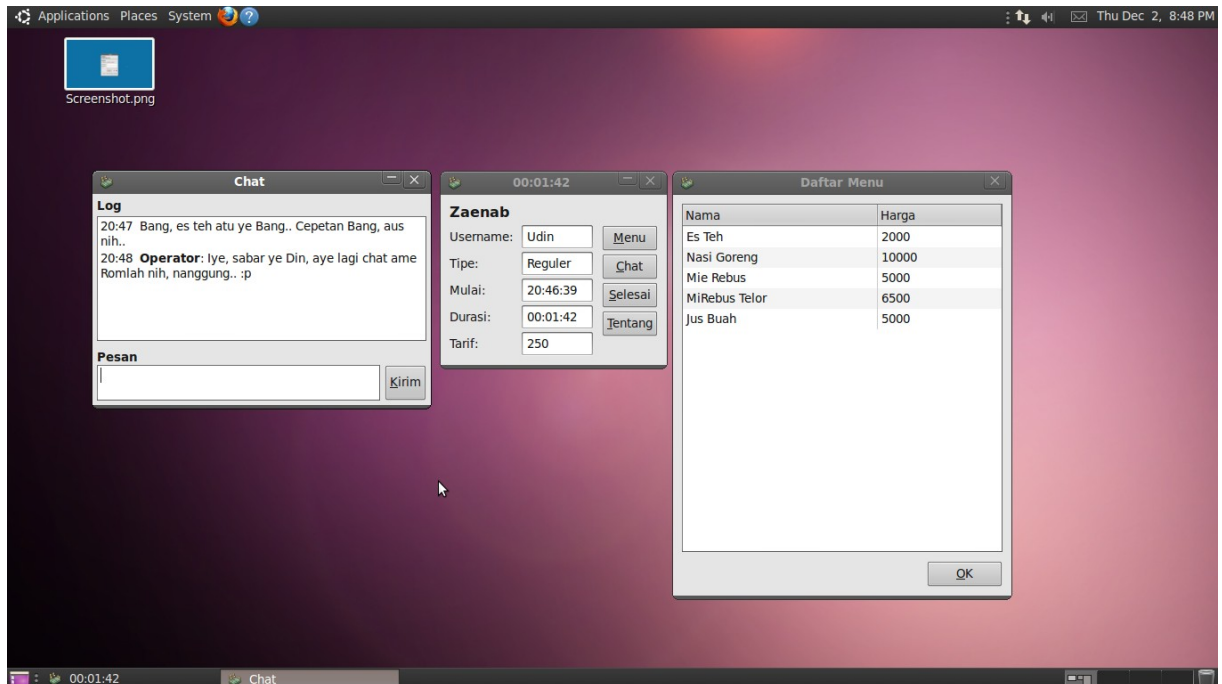 Applications Places System
Thu Dec 2, 8:48 PM
Screenshot.png
Chat
Log
20:47 Bang, es teh atu ye Bang.. Cepetan Bang, aus
nih..
20:48 Operator: Iye, sabar ye Din, aye lagi chat ame
Romlah nih, nanggung.. :p
Pesan
Kirim
00:01:42
Zaenab
Username: Udin Menu
Tipe: Reguler Chat
Mulai: 20:46:39 Selesai
Durasi: 00:01:42 Tentang
Tarif: 250
Daftar Menu
Nama Harga
Es Teh 2000
Nasi Goreng 10000
Mie Rebus 5000
MiRebus Telor 6500
Jus Buah 5000
OK
00:01:42 Chat